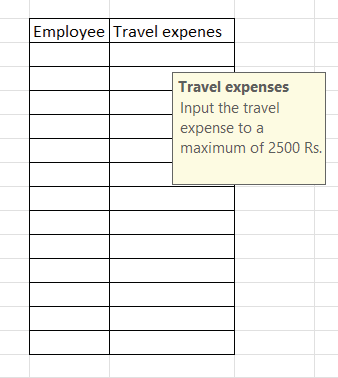 Employee Travel expenes
Travel expenses
Input the travel
expense to a
maximum of 2500 Rs.